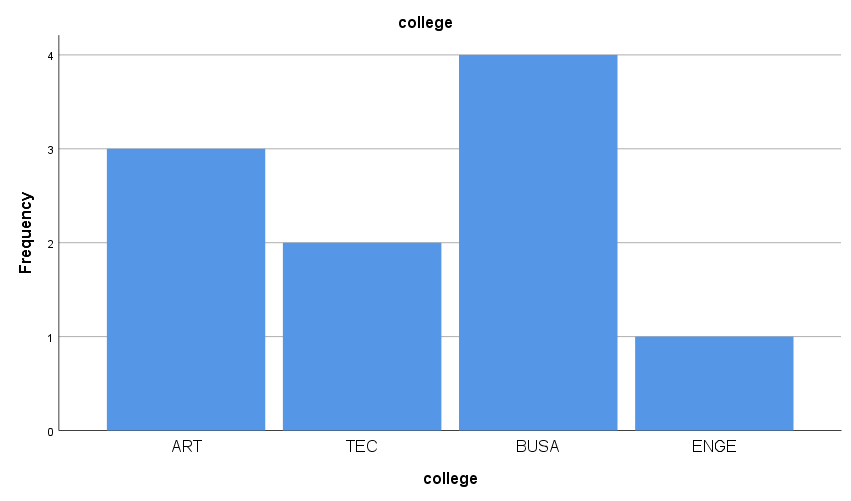 college
Frequency
4
3
2
1
0
ART
TEC
BUSA
ENGE
college